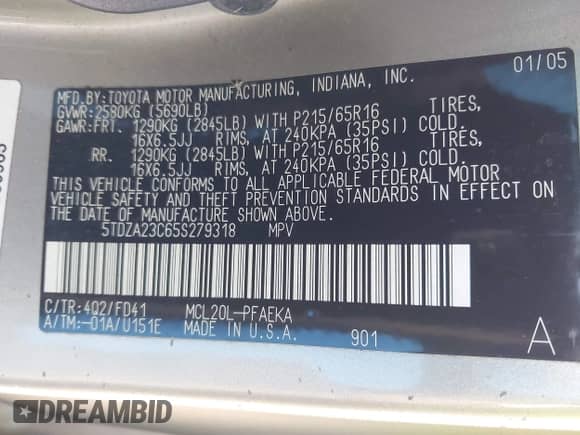 MFD.BY:TOYOTA MOTOR MANUFACTURING, INDIANA, INC. 01/05
GVWR:2580KG (5690LB)
GAWR:FRT. 1290KG (2845LB) WITH P215/65R16 TIRES,
16X6.5JJ RIMS, AT 240KPA (35PSI) COLD.
RR. 1290KG (2845LB) WITH P215/65R16 TIRES,
16X6.5JJ RIMS, AT 240KPA (35PSI) COLD.
THIS VEHICLE CONFORMS TO ALL APPLICABLE FEDERAL MOTOR
VEHICLE SAFETY AND THEFT PREVENTION STANDARDS IN EFFECT ON
THE DATE OF MANUFACTURE SHOWN ABOVE.
5TDZA23C65S279318 MPV
C/TR:4Q2/FD41 MCL20L-PFAEKA
A/TM:-01A/U151E MADE IN U.S.A. 901 A
DREAMBID